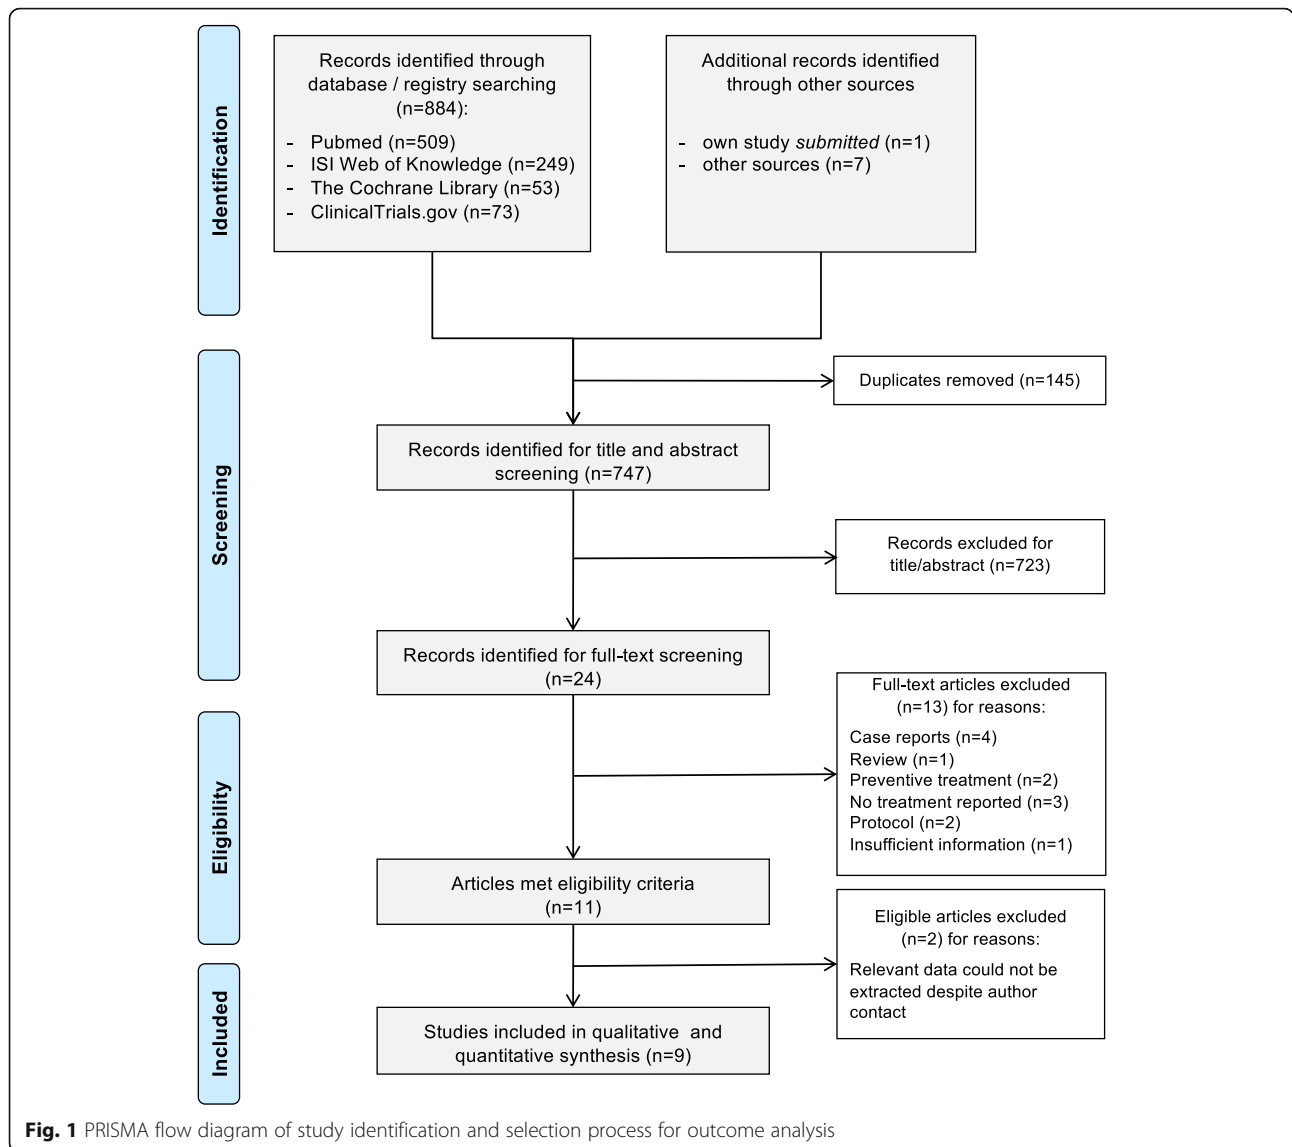 Identification
Records identified through
database / registry searching
(n=884):
- Pubmed (n=509)
- ISI Web of Knowledge (n=249)
- The Cochrane Library (n=53)
- ClinicalTrials.gov (n=73)
Additional records identified
through other sources
- own study submitted (n=1)
- other sources (n=7)
Screening
Duplicates removed (n=145)
Records identified for title and abstract
screening (n=747)
Records excluded for
title/abstract (n=723)
Records identified for full-text screening
(n=24)
Eligibility
Full-text articles excluded
(n=13) for reasons:
Case reports (n=4)
Review (n=1)
Preventive treatment (n=2)
No treatment reported (n=3)
Protocol (n=2)
Insufficient information (n=1)
Articles met eligibility criteria
(n=11)
Eligible articles excluded
(n=2) for reasons:
Relevant data could not be
extracted despite author
contact
Included
Studies included in qualitative and
quantitative synthesis (n=9)
Fig. 1 PRISMA flow diagram of study identification and selection process for outcome analysis